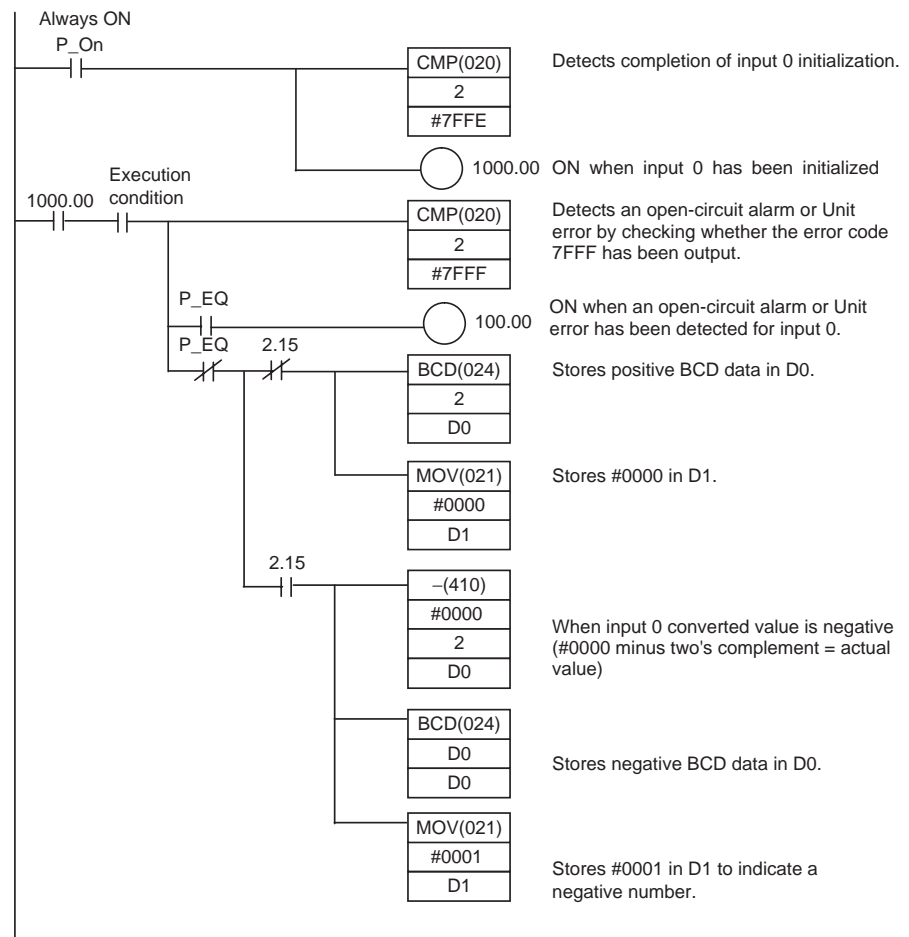 Always ON
P_On
CMP(020)
2
#7FFE
Detects completion of input 0 initialization.
1000.00
ON when input 0 has been initialized
1000.00
Execution
condition
CMP(020)
2
#7FFF
Detects an open-circuit alarm or Unit
error by checking whether the error code
7FFF has been output.
P_EQ
100.00
ON when an open-circuit alarm or Unit
error has been detected for input 0.
P_EQ
2.15
BCD(024)
2
D0
Stores positive BCD data in D0.
MOV(021)
#0000
D1
Stores #0000 in D1.
2.15
−(410)
#0000
2
D0
When input 0 converted value is negative
(#0000 minus two's complement = actual
value)
BCD(024)
D0
D0
Stores negative BCD data in D0.
MOV(021)
#0001
D1
Stores #0001 in D1 to indicate a
negative number.